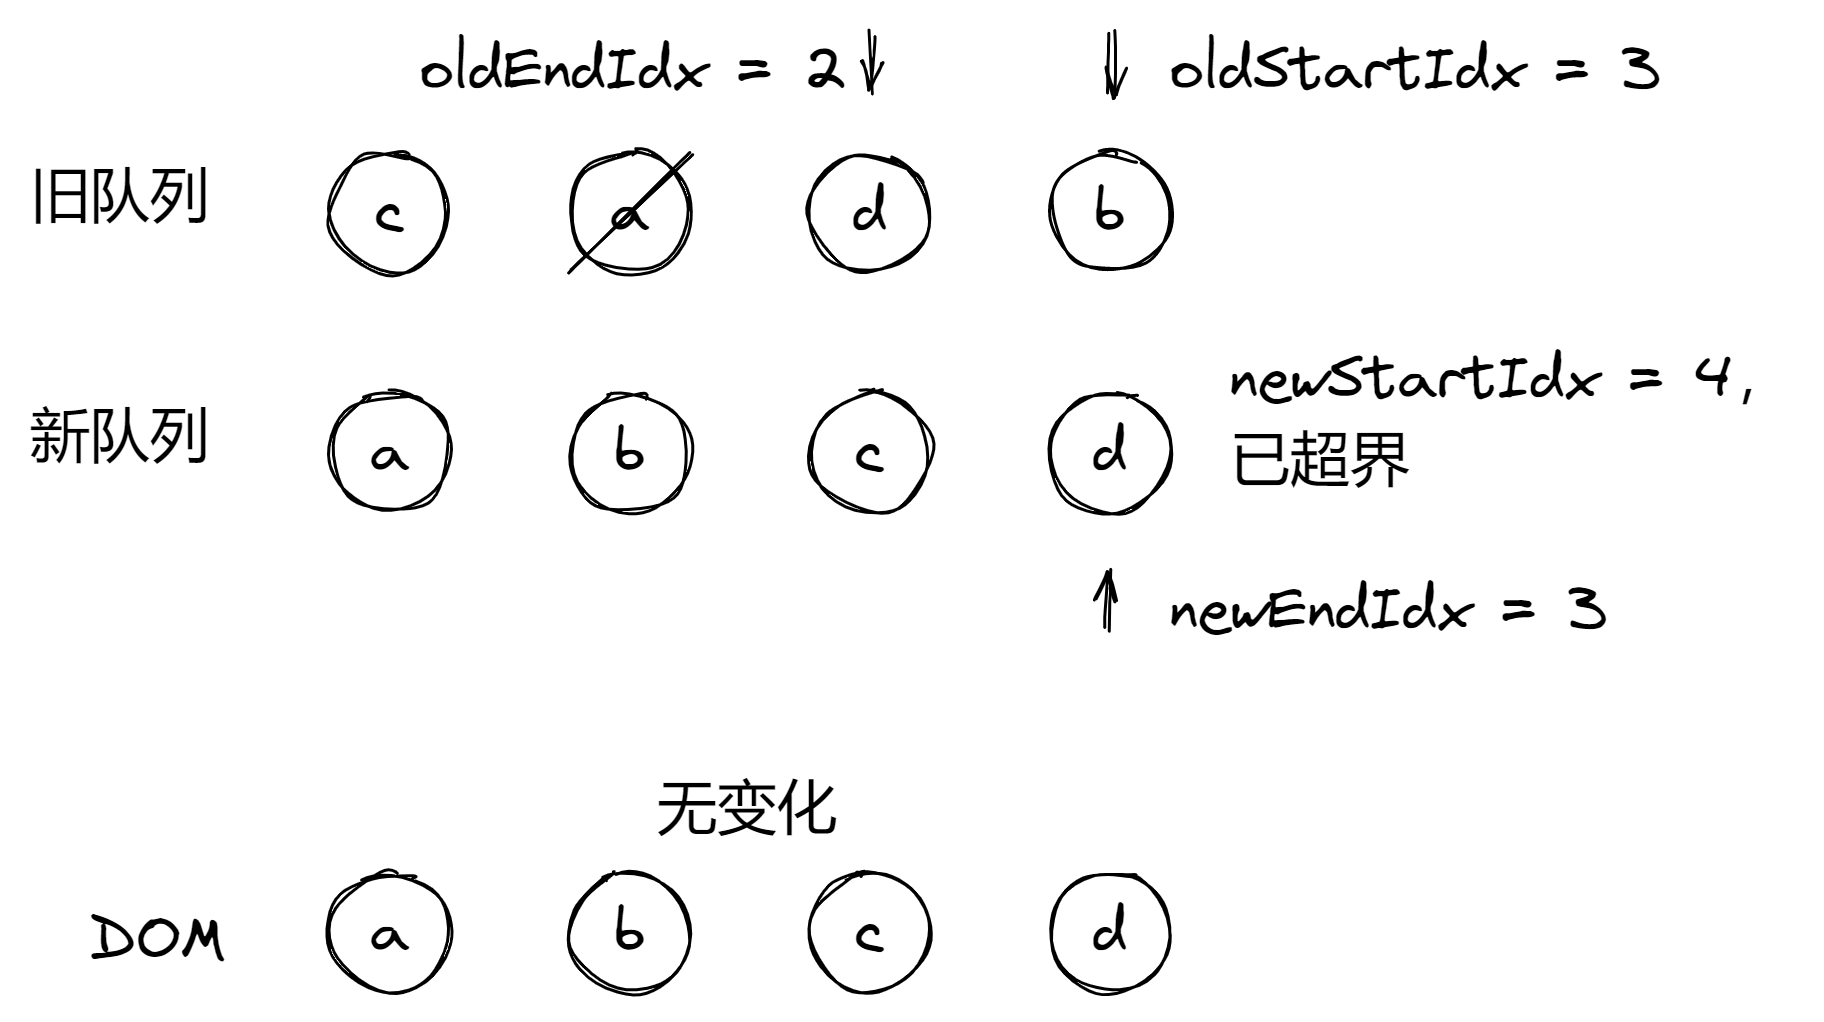 oldEndIdx = 2 oldStartIdx = 3
旧队列 c a d b
newStartIdx = 4,
新队列 a b c d
已超界
newEndIdx = 3
无变化
DOM a b c d